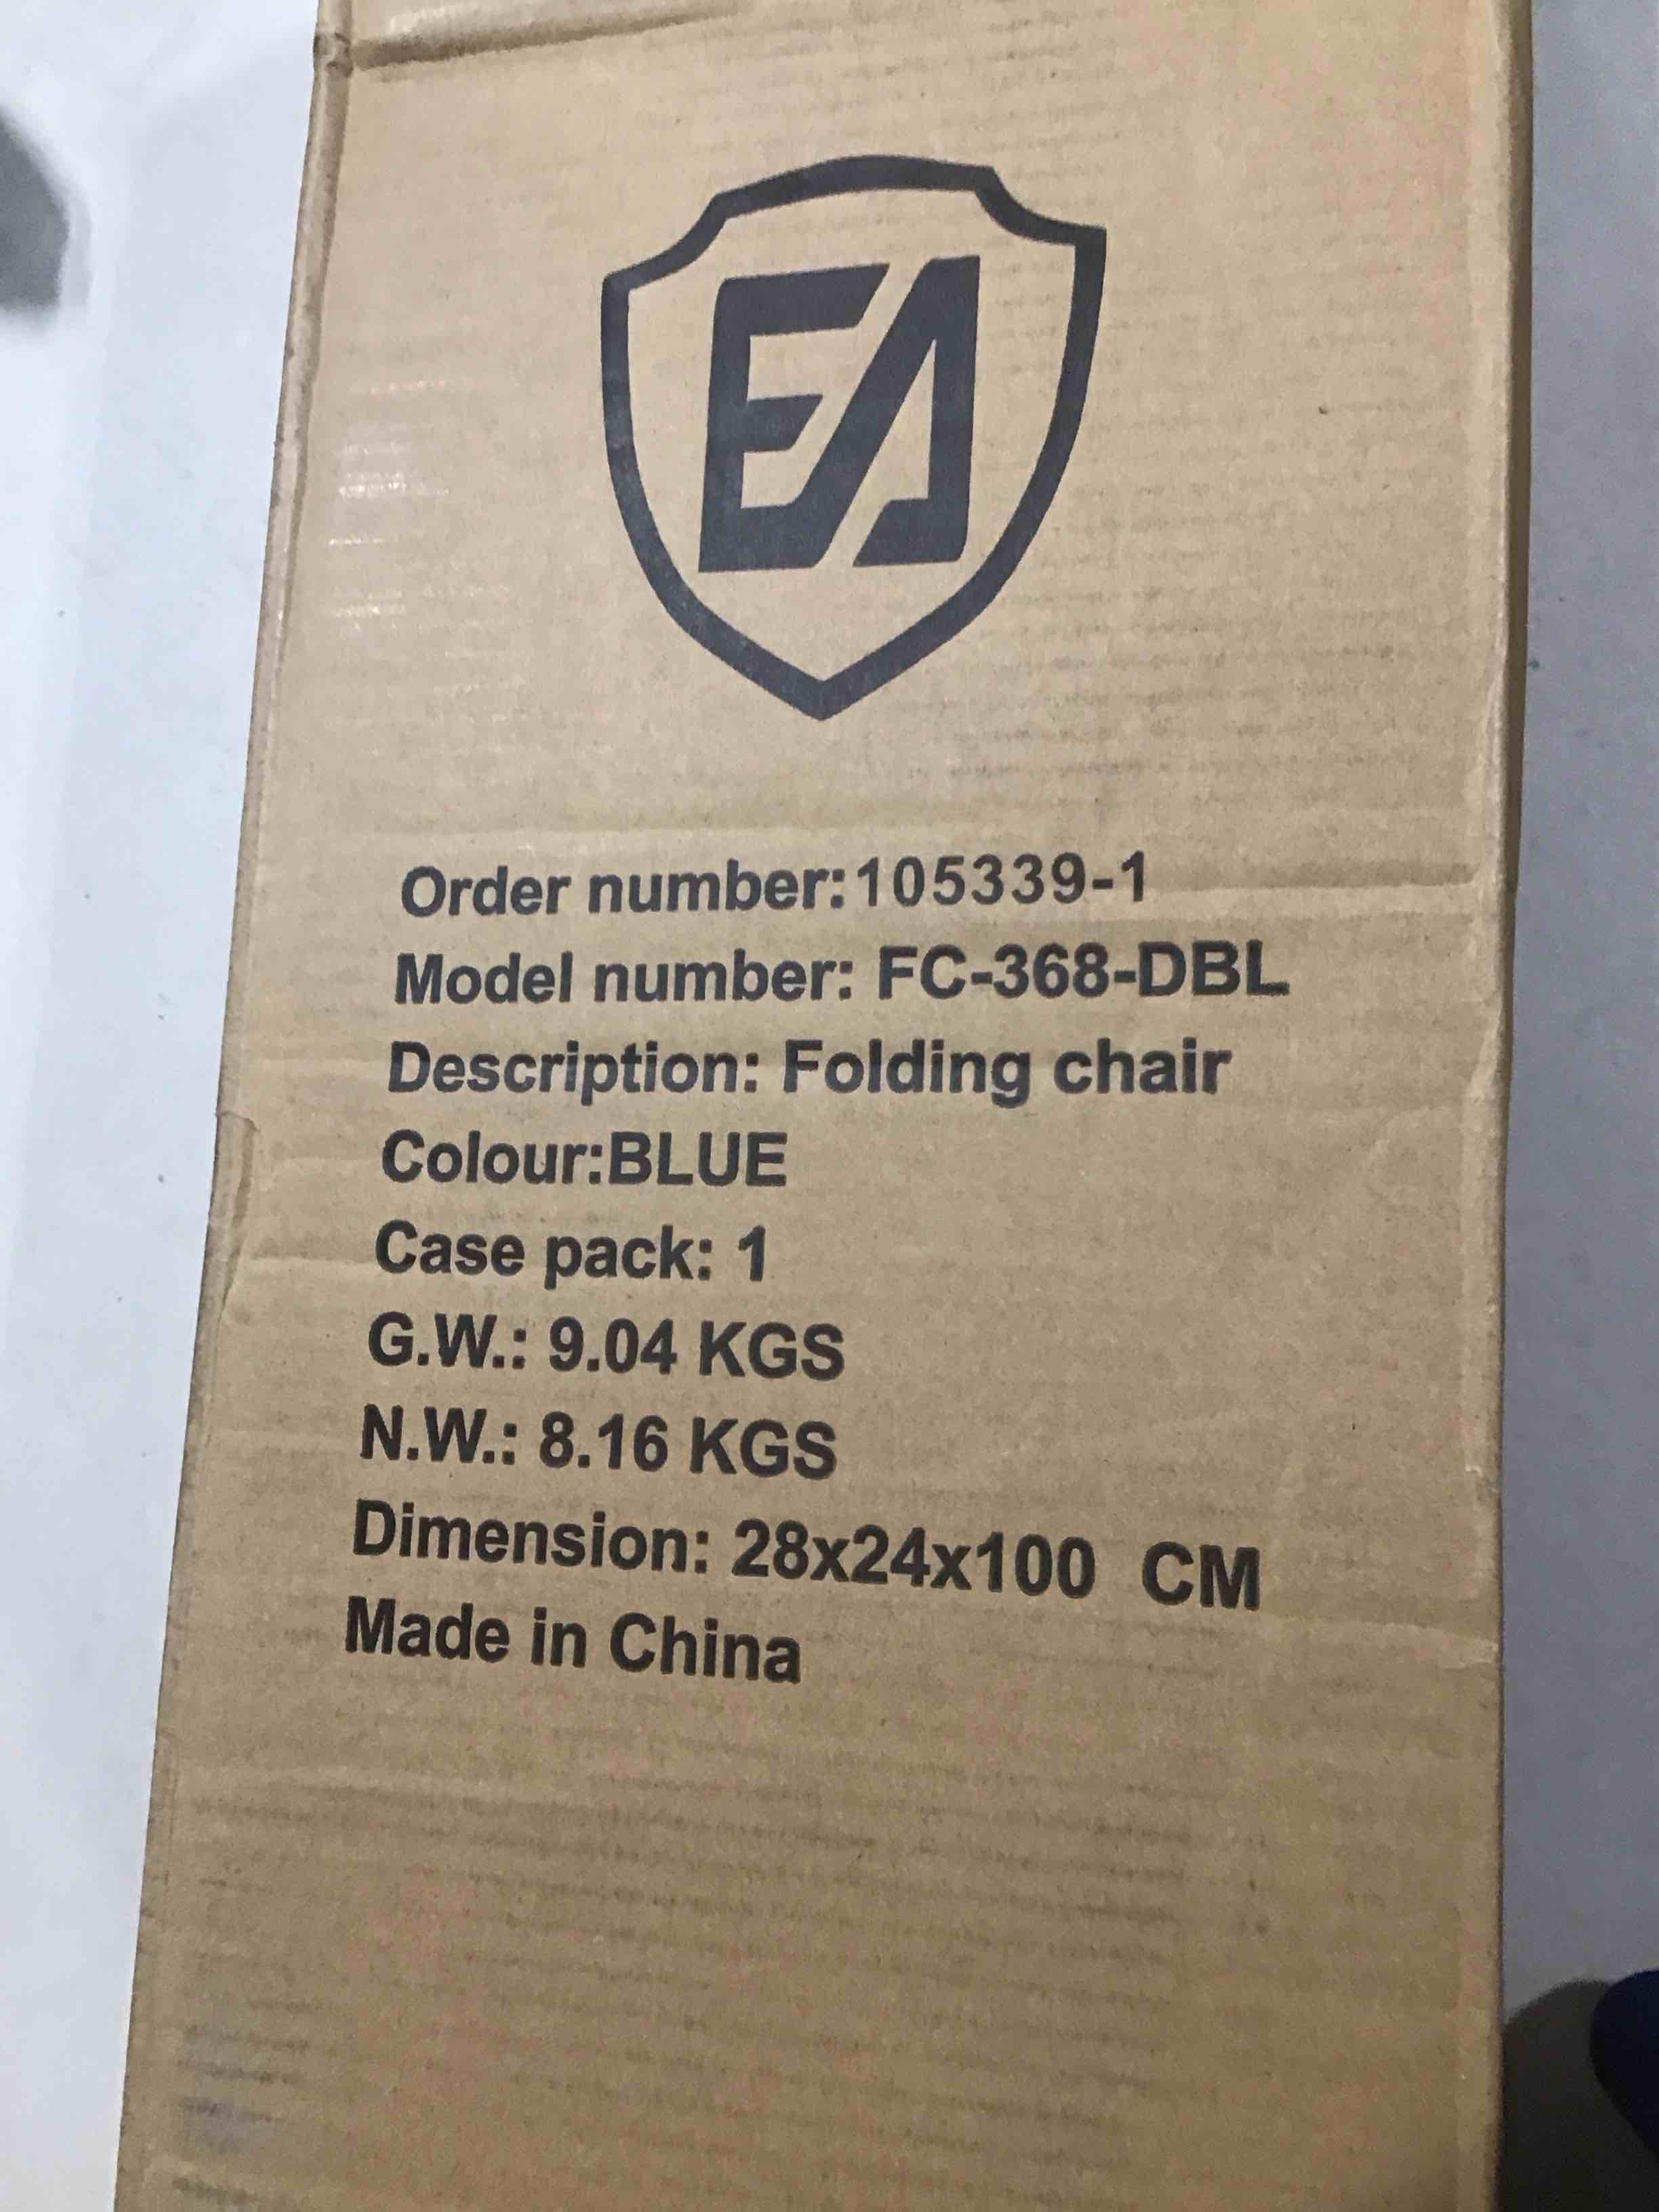 EA
Order number:105339-1
Model number: FC-368-DBL
Description: Folding chair
Colour:BLUE
Case pack: 1
G.W.: 9.04 KGS
N.W.: 8.16 KGS
Dimension: 28x24x100 CM
Made in China